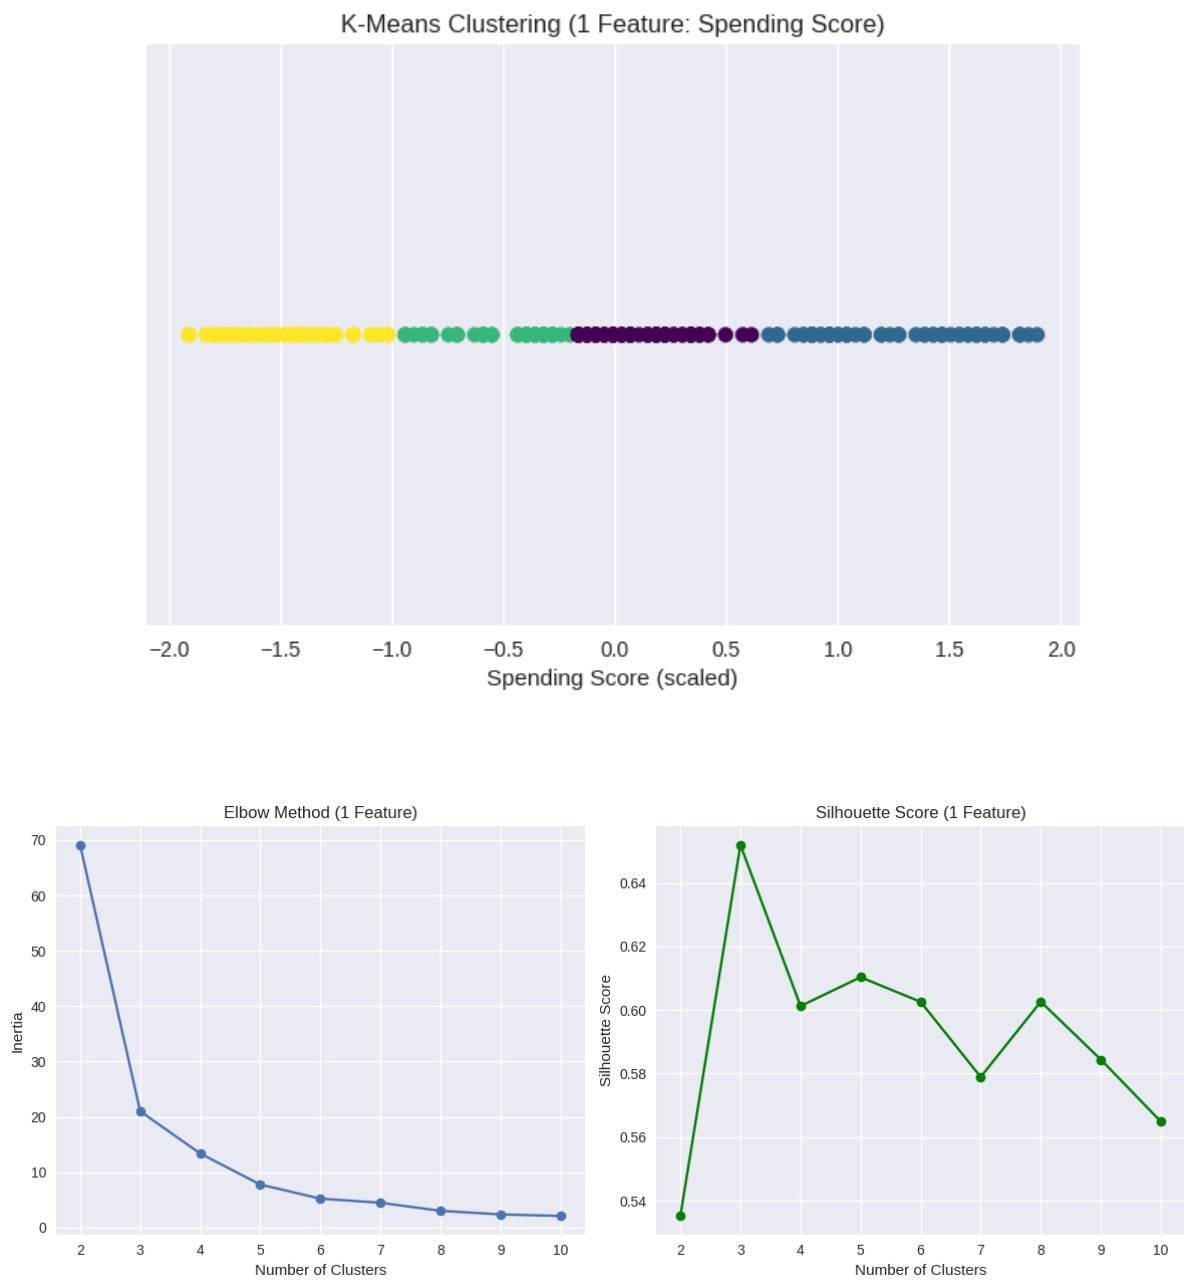 K-Means Clustering (1 Feature: Spending Score)
−2.0 −1.5 −1.0 −0.5 0.0 0.5 1.0 1.5 2.0
Spending Score (scaled)
Elbow Method (1 Feature)
70
60
50
40
30
20
10
0
Inertia
2 3 4 5 6 7 8 9 10
Number of Clusters
Silhouette Score (1 Feature)
0.64
0.62
0.60
0.58
0.56
0.54
Silhouette Score
2 3 4 5 6 7 8 9 10
Number of Clusters